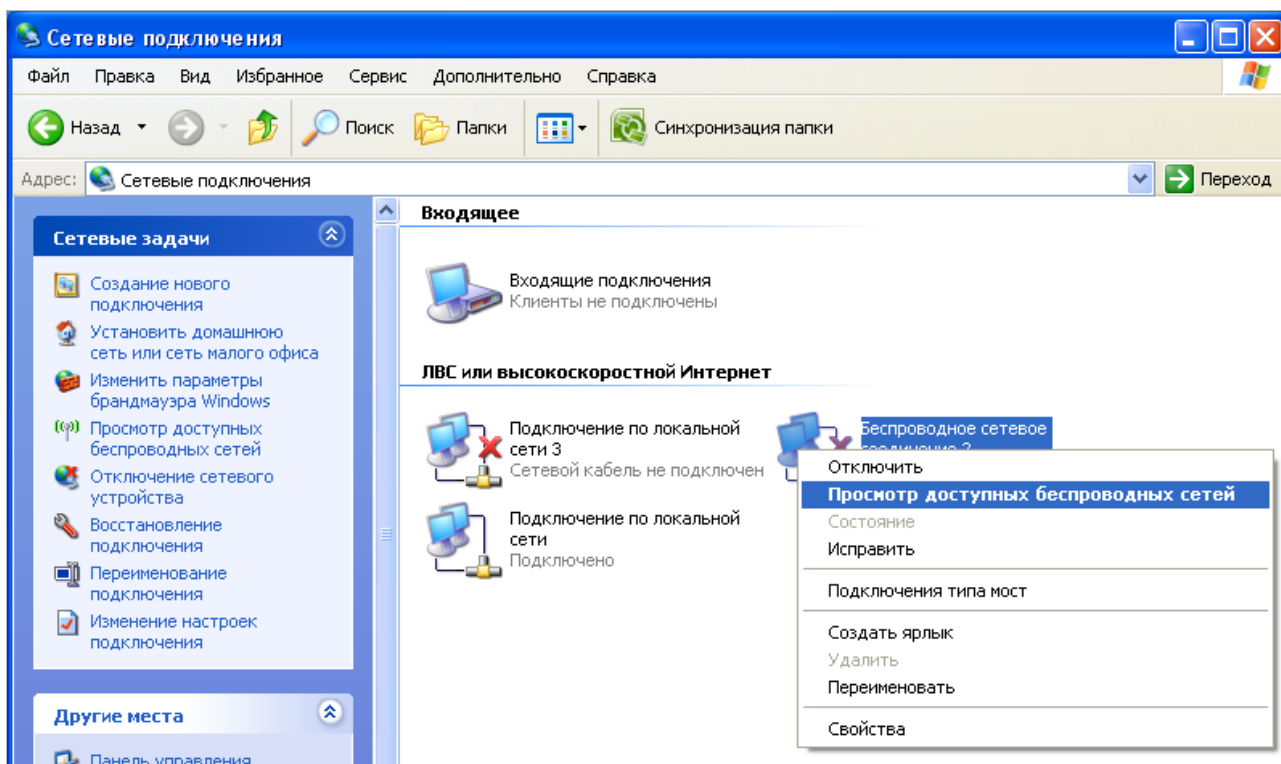 Сетевые подключения
Файл Правка Вид Избранное Сервис Дополнительно Справка
Назад Поиск Папки Синхронизация папки
Адрес: Сетевые подключения Переход
Сетевые задачи
Создание нового
подключения
Установить домашнюю
сеть или сеть малого офиса
Изменить параметры
брандмауэра Windows
Просмотр доступных
беспроводных сетей
Отключение сетевого
устройства
Восстановление
подключения
Переименование
подключения
Изменение настроек
подключения
Другие места
Панель управления
Входящее
Входящие подключения
Клиенты не подключены
ЛВС или высокоскоростной Интернет
Подключение по локальной
сети 3
Сетевой кабель не подключен
Подключение по локальной
сети
Подключено
Беспроводное сетевое
соединение 2
Отключить
Просмотр доступных беспроводных сетей
Состояние
Исправить
Подключения типа мост
Создать ярлык
Удалить
Переименовать
Свойства